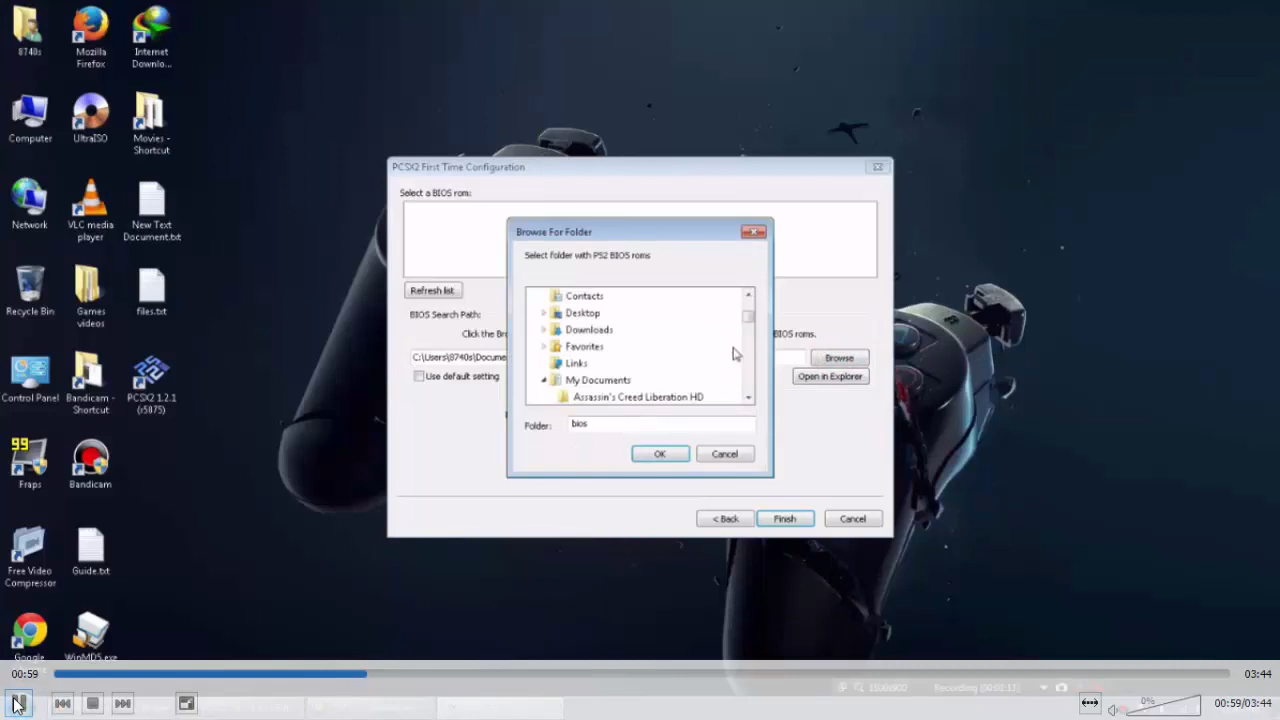 8740s
Mozilla
Firefox
Internet
Downlo...
Computer
UltraISO
Movies -
Shortcut
Network
VLC media
player
New Text
Document.txt
Recycle Bin
Games
videos
files.txt
Control Panel
Bandicam -
Shortcut
PCSX2 1.2.1
(r5875)
99
Fraps
Bandicam
Free Video
Compressor
Guide.txt
Google
WinMDS.exe
PCSX2 First Time Configuration
Select a BIOS rom:
Refresh list
BIOS Search Path:
Click the Bro
BIOS roms.
C:\Users\8740s\Docume
Browse
Use default setting
Open in Explorer
Browse For Folder
Select folder with PS2 BIOS roms
Contacts
Desktop
Downloads
Favorites
Links
My Documents
Assassin's Creed Liberation HD
Folder:
bios
OK
Cancel
< Back
Finish
Cancel
00:59
03:44
Recording
0%
00:59/03:44